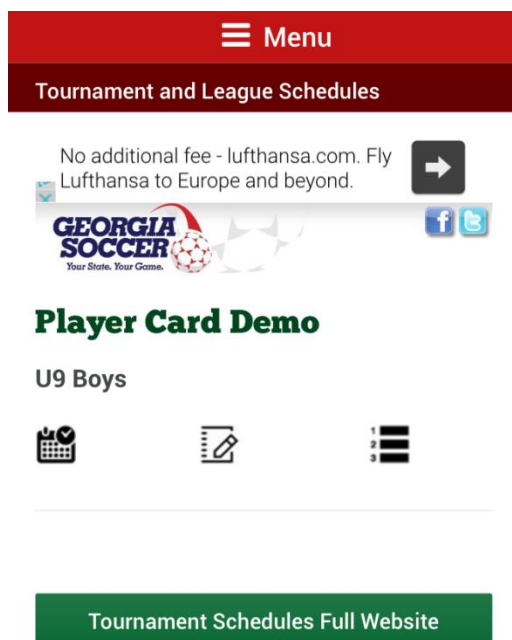 Menu
Tournament and League Schedules
No additional fee - lufthansa.com. Fly
Lufthansa to Europe and beyond.
GEORGIA
SOCCER
Your State. Your Game.
Player Card Demo
U9 Boys
1
2
3
Tournament Schedules Full Website